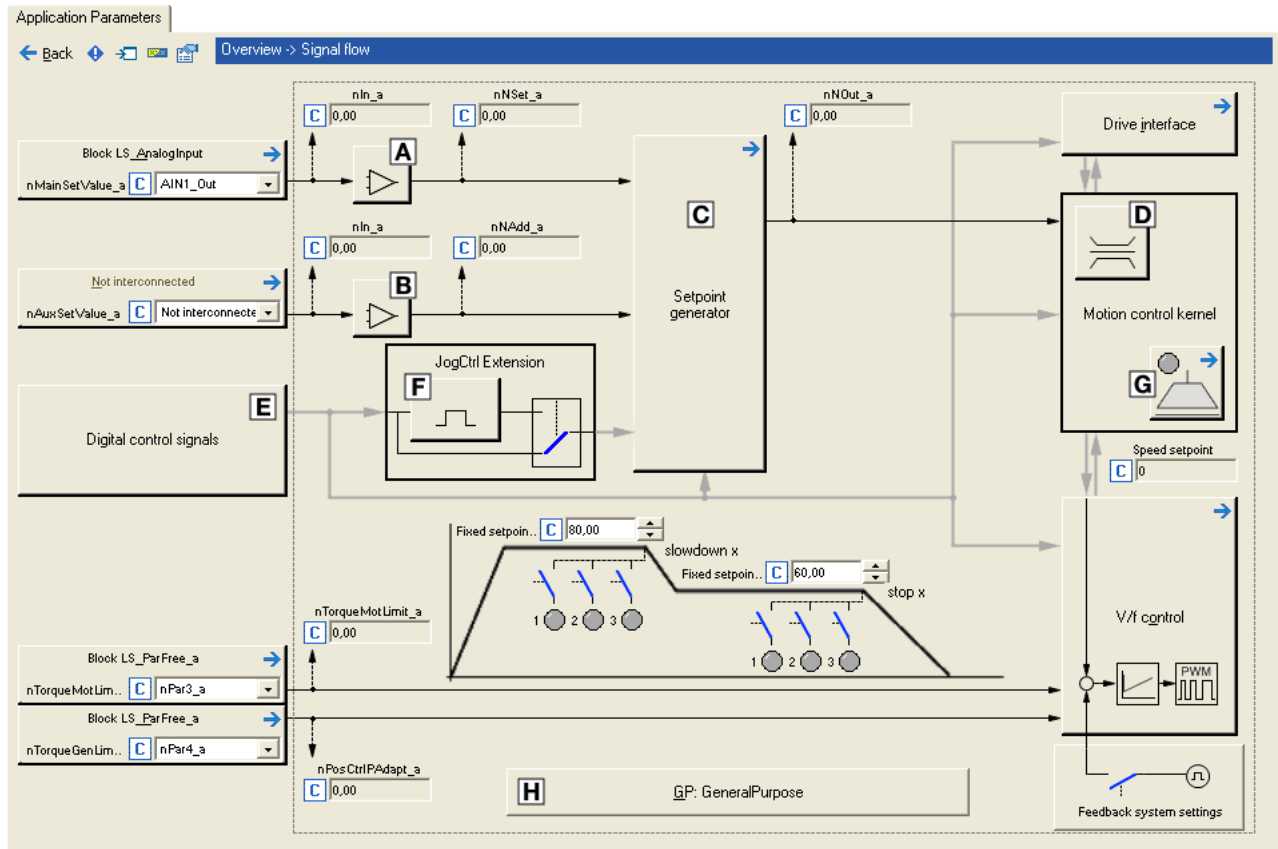 Application Parameters
Back
Overview -> Signal flow
nIn_a
C 0,00
nNSet_a
C 0,00
nNOut_a
C 0,00
Drive interface
Block LS_AnalogInput
nMainSetValue_a C AIN1_Out
A
C
D
nIn_a
C 0,00
nNAdd_a
C 0,00
Not interconnected
nAuxSetValue_a C Not interconnecte
B
Setpoint
generator
Motion control kernel
JogCtrl Extension
F
G
E
Digital control signals
Speed setpoint
C 0
Fixed setpoin.. C 80,00
slowdown x
Fixed setpoin.. C 60,00
stop x
1 2 3
1 2 3
nTorqueMotLimit_a
C 0,00
V/f control
PWM
Block LS_ParFree_a
nTorqueMotLim.. C nPar3_a
Block LS_ParFree_a
nTorqueGenLim.. C nPar4_a
nPosCtrlPAdapt_a
C 0,00
H
GP: GeneralPurpose
Feedback system settings